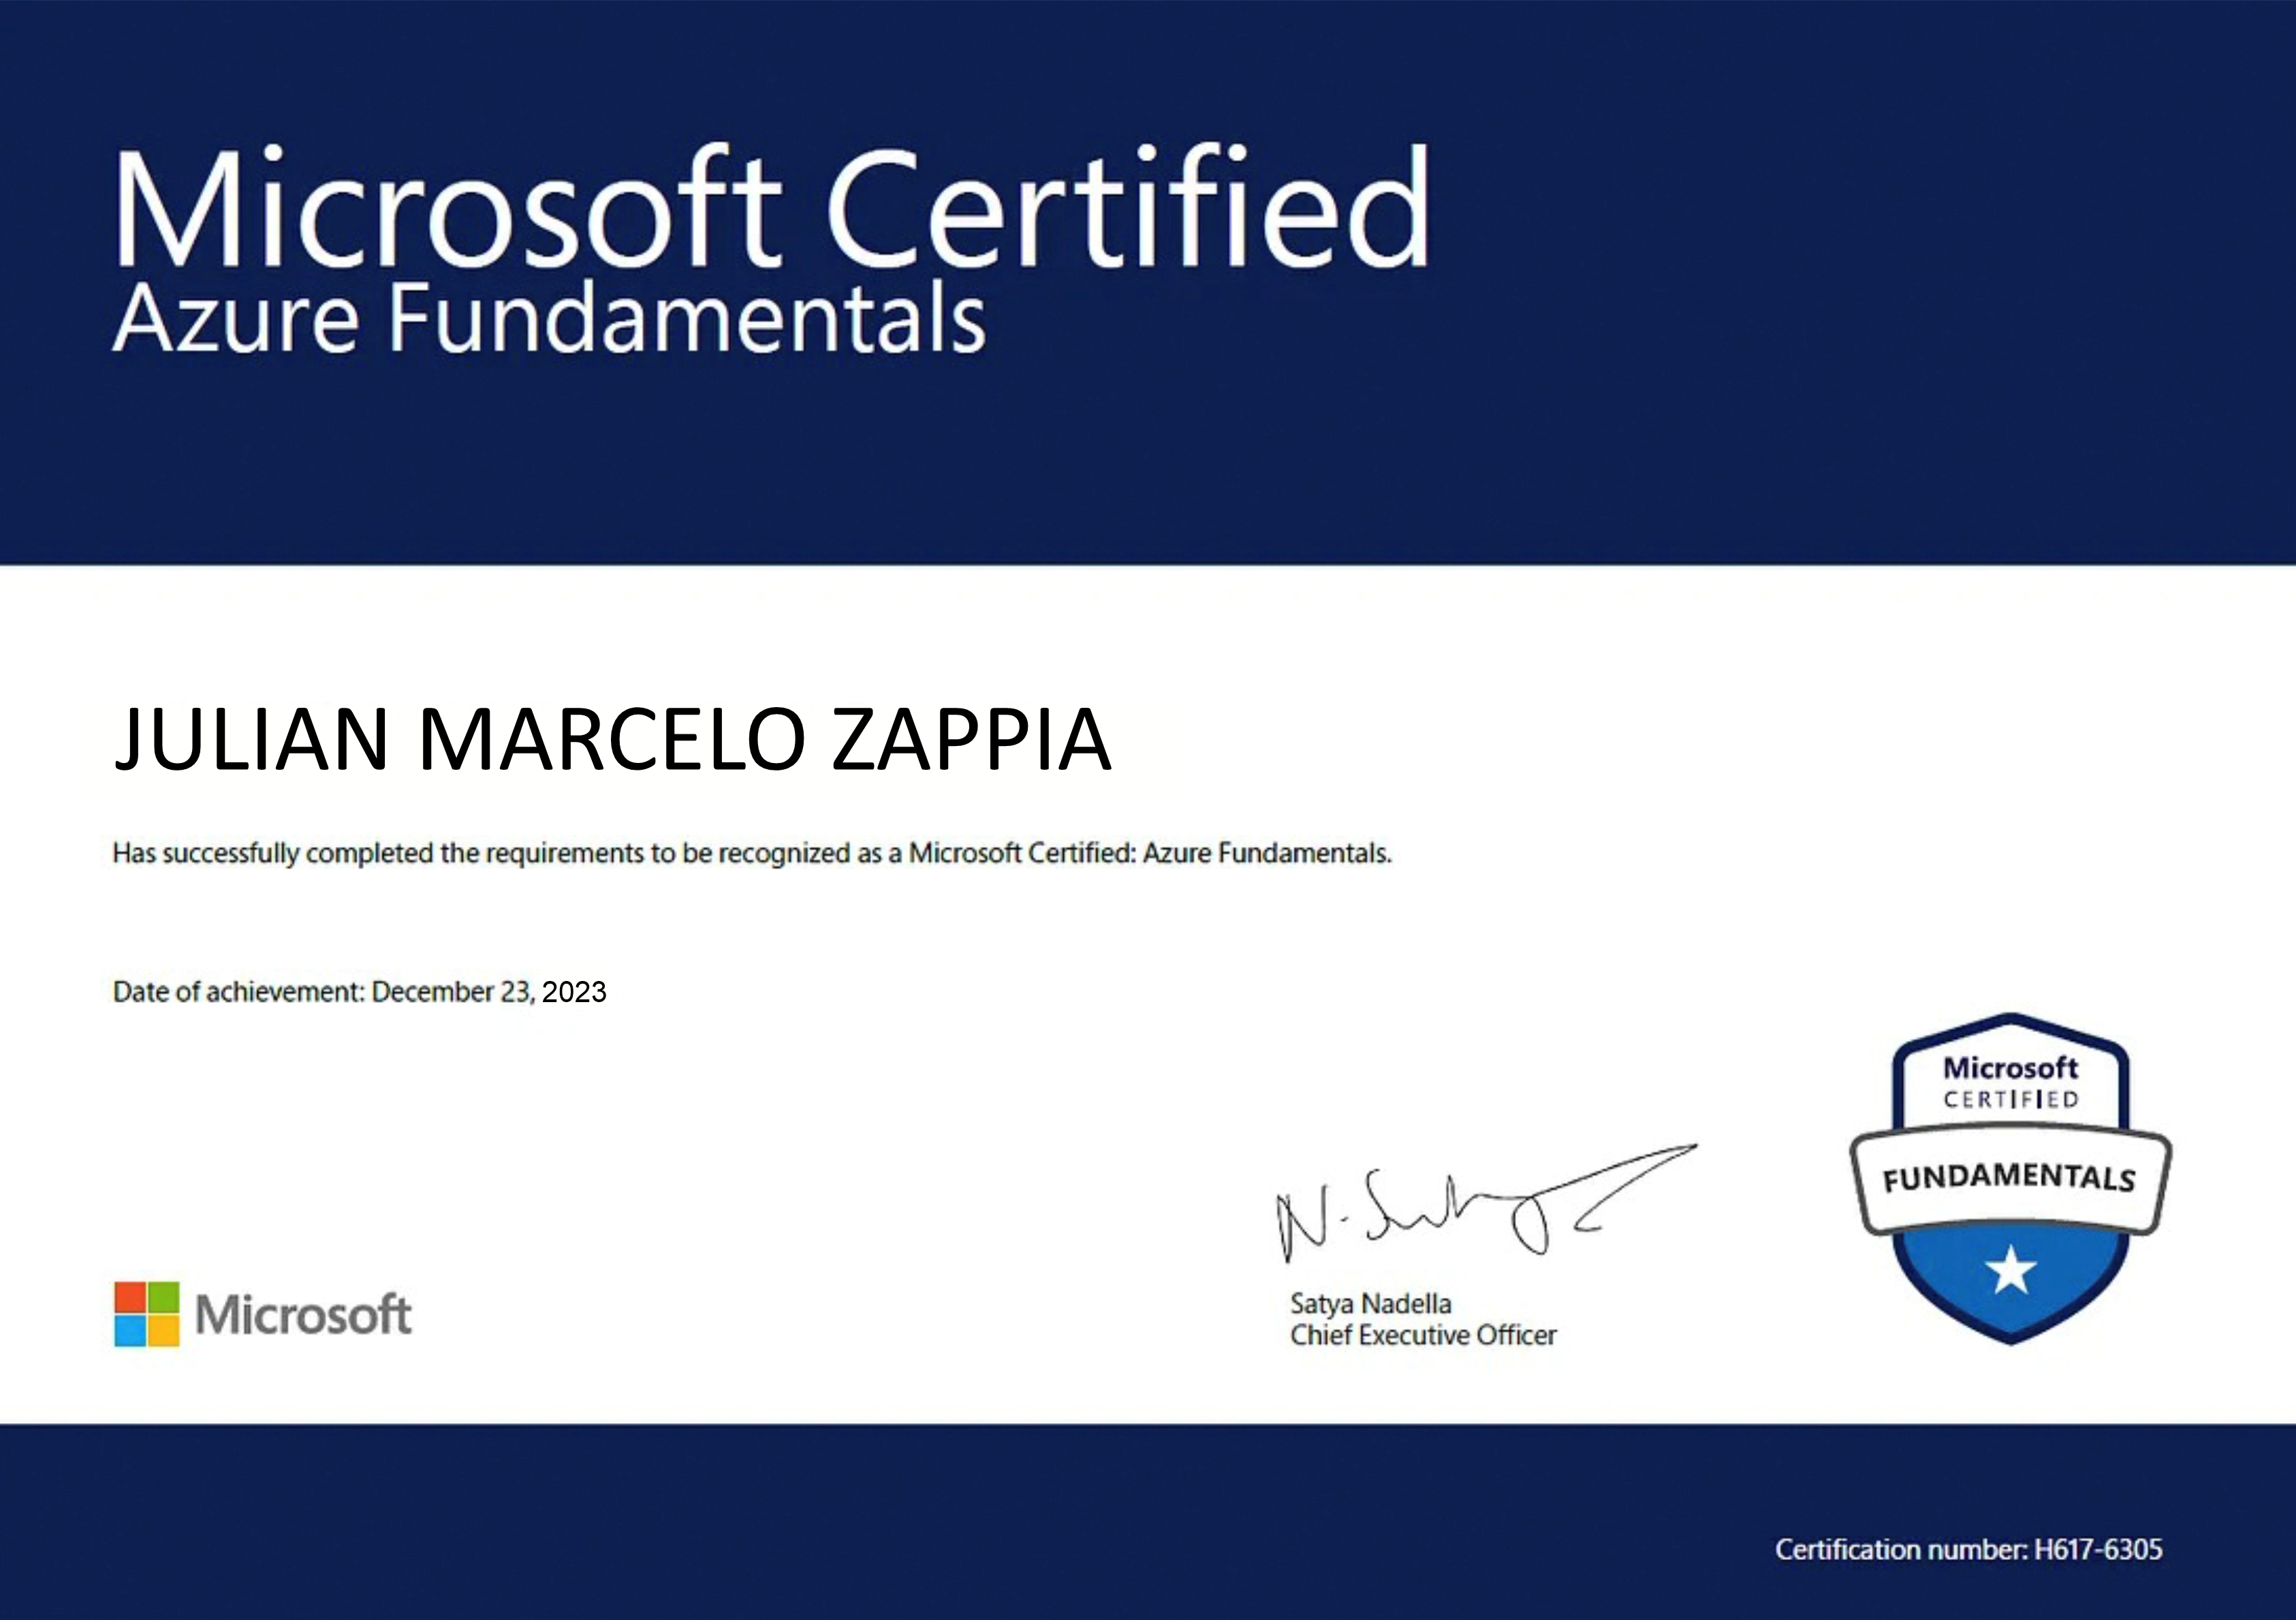 Microsoft Certified
Azure Fundamentals
JULIAN MARCELO ZAPPIA
Has successfully completed the requirements to be recognized as a Microsoft Certified: Azure Fundamentals.
Date of achievement: December 23, 2023
Microsoft
CERTIFIED
FUNDAMENTALS
N. Satya
Satya Nadella
Chief Executive Officer
Microsoft
Certification number: H617-6305